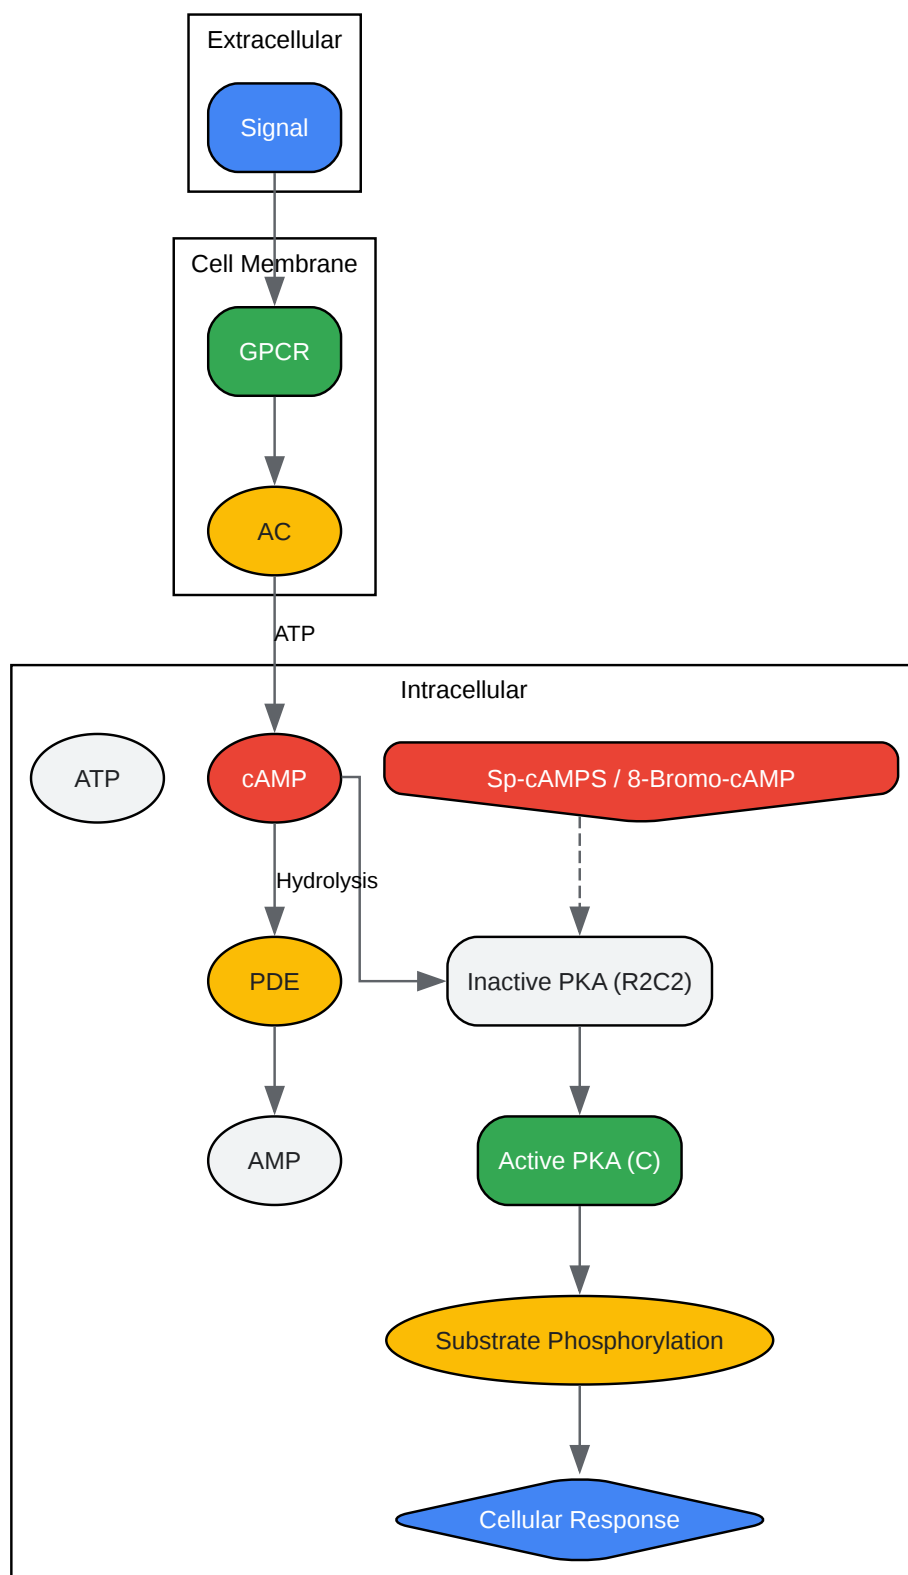 Extracellular
Signal
Cell Membrane
GPCR
AC
ATP
Intracellular
ATP
cAMP
Sp-cAMPS / 8-Bromo-cAMP
Hydrolysis
PDE
Inactive PKA (R2C2)
AMP
Active PKA (C)
Substrate Phosphorylation
Cellular Response